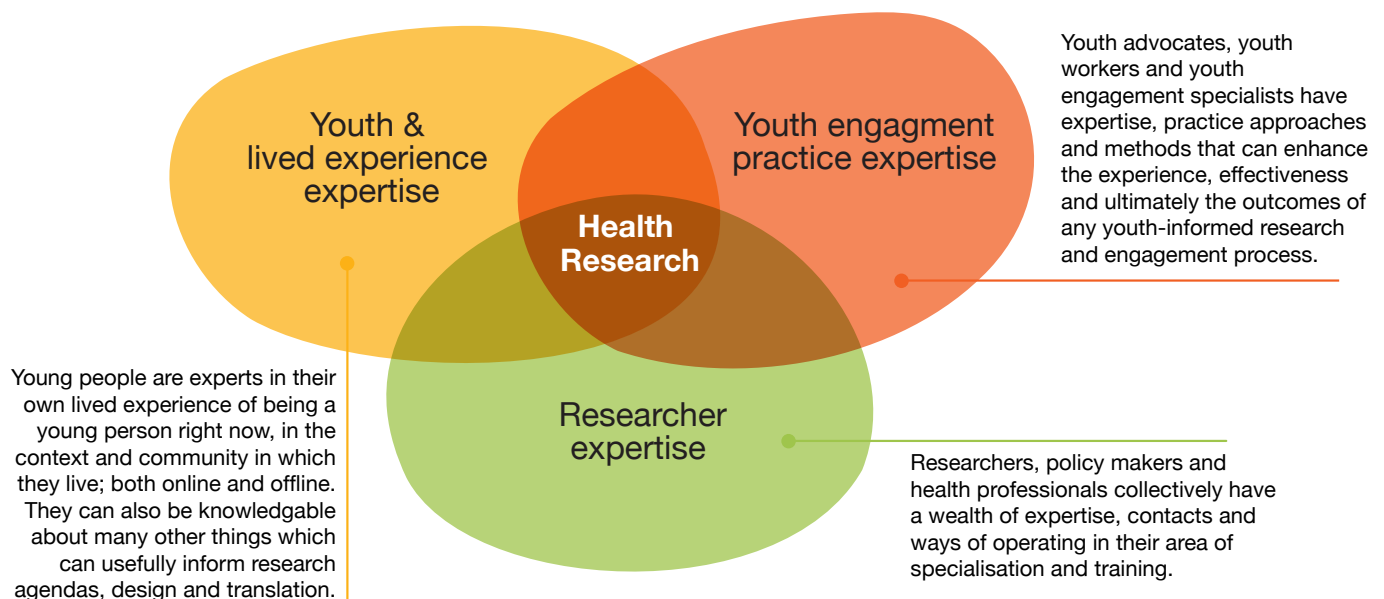 Youth &
lived experience
expertise
Youth engagment
practice expertise
Youth advocates, youth
workers and youth
engagement specialists have
expertise, practice approaches
and methods that can enhance
the experience, effectiveness
and ultimately the outcomes of
any youth-informed research
and engagement process.
Health
Research
Young people are experts in their
own lived experience of being a
young person right now, in the
context and community in which
they live; both online and offline.
They can also be knowledgable
about many other things which
can usefully inform research
agendas, design and translation.
Researcher
expertise
Researchers, policy makers and
health professionals collectively have
a wealth of expertise, contacts and
ways of operating in their area of
specialisation and training.